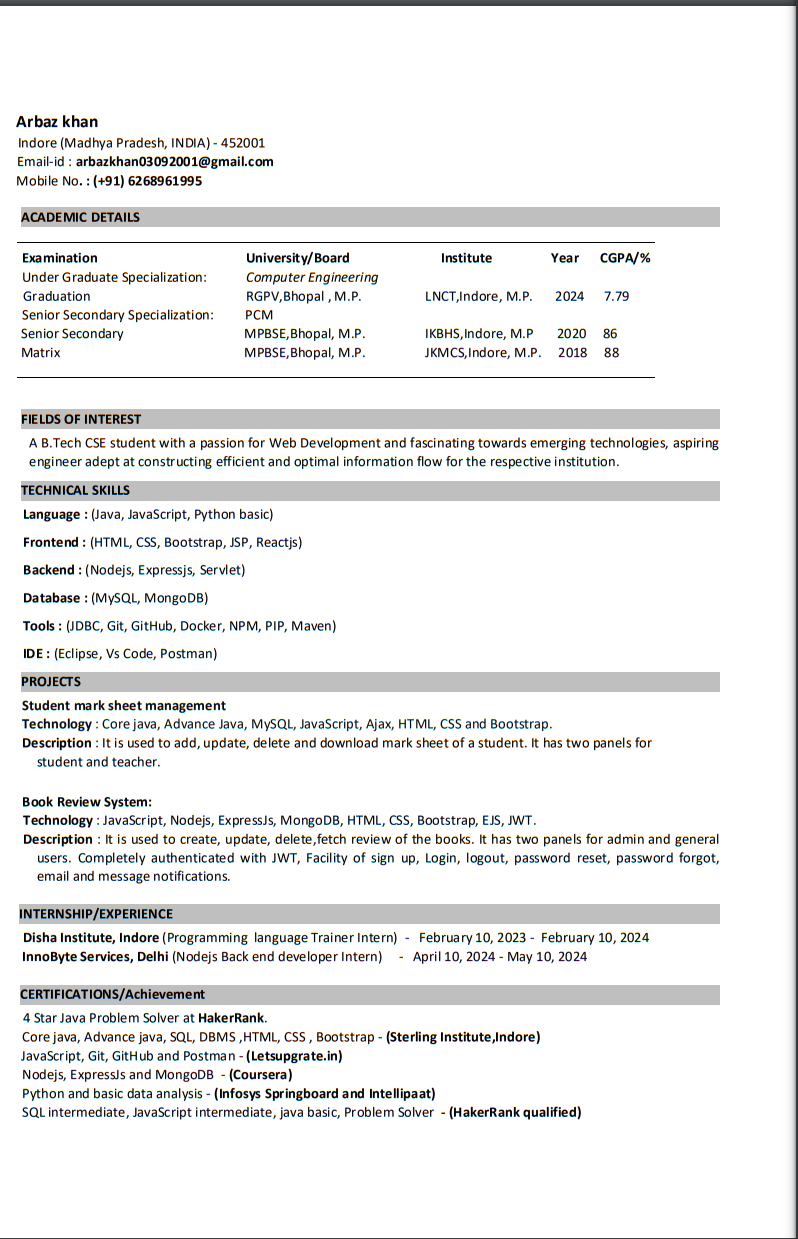 Arbaz khan
Indore (Madhya Pradesh, INDIA) - 452001
Email-id : arbazkhan03092001@gmail.com
Mobile No. : (+91) 6268961995
ACADEMIC DETAILS
Examination University/Board Institute Year CGPA/%
Under Graduate Specialization: Computer Engineering
Graduation RGPV,Bhopal , M.P. LNCT,Indore, M.P. 2024 7.79
Senior Secondary Specialization: PCM
Senior Secondary MPBSE,Bhopal, M.P. IKBHS,Indore, M.P 2020 86
Matrix MPBSE,Bhopal, M.P. JKMCS,Indore, M.P. 2018 88
FIELDS OF INTEREST
A B.Tech CSE student with a passion for Web Development and fascinating towards emerging technologies, aspiring
engineer adept at constructing efficient and optimal information flow for the respective institution.
TECHNICAL SKILLS
Language : (Java, JavaScript, Python basic)
Frontend : (HTML, CSS, Bootstrap, JSP, Reactjs)
Backend : (Nodejs, Expressjs, Servlet)
Database : (MySQL, MongoDB)
Tools : (JDBC, Git, GitHub, Docker, NPM, PIP, Maven)
IDE : (Eclipse, Vs Code, Postman)
PROJECTS
Student mark sheet management
Technology : Core java, Advance Java, MySQL, JavaScript, Ajax, HTML, CSS and Bootstrap.
Description : It is used to add, update, delete and download mark sheet of a student. It has two panels for
student and teacher.
Book Review System:
Technology : JavaScript, Nodejs, ExpressJs, MongoDB, HTML, CSS, Bootstrap, EJS, JWT.
Description : It is used to create, update, delete,fetch review of the books. It has two panels for admin and general
users. Completely authenticated with JWT, Facility of sign up, Login, logout, password reset, password forgot,
email and message notifications.
INTERNSHIP/EXPERIENCE
Disha Institute, Indore (Programming language Trainer Intern) - February 10, 2023 - February 10, 2024
InnoByte Services, Delhi (Nodejs Back end developer Intern) - April 10, 2024 - May 10, 2024
CERTIFICATIONS/Achievement
4 Star Java Problem Solver at HakerRank.
Core java, Advance java, SQL, DBMS ,HTML, CSS , Bootstrap - (Sterling Institute,Indore)
JavaScript, Git, GitHub and Postman - (Letsupgrate.in)
Nodejs, ExpressJs and MongoDB - (Coursera)
Python and basic data analysis - (Infosys Springboard and Intellipaat)
SQL intermediate, JavaScript intermediate, java basic, Problem Solver - (HakerRank qualified)